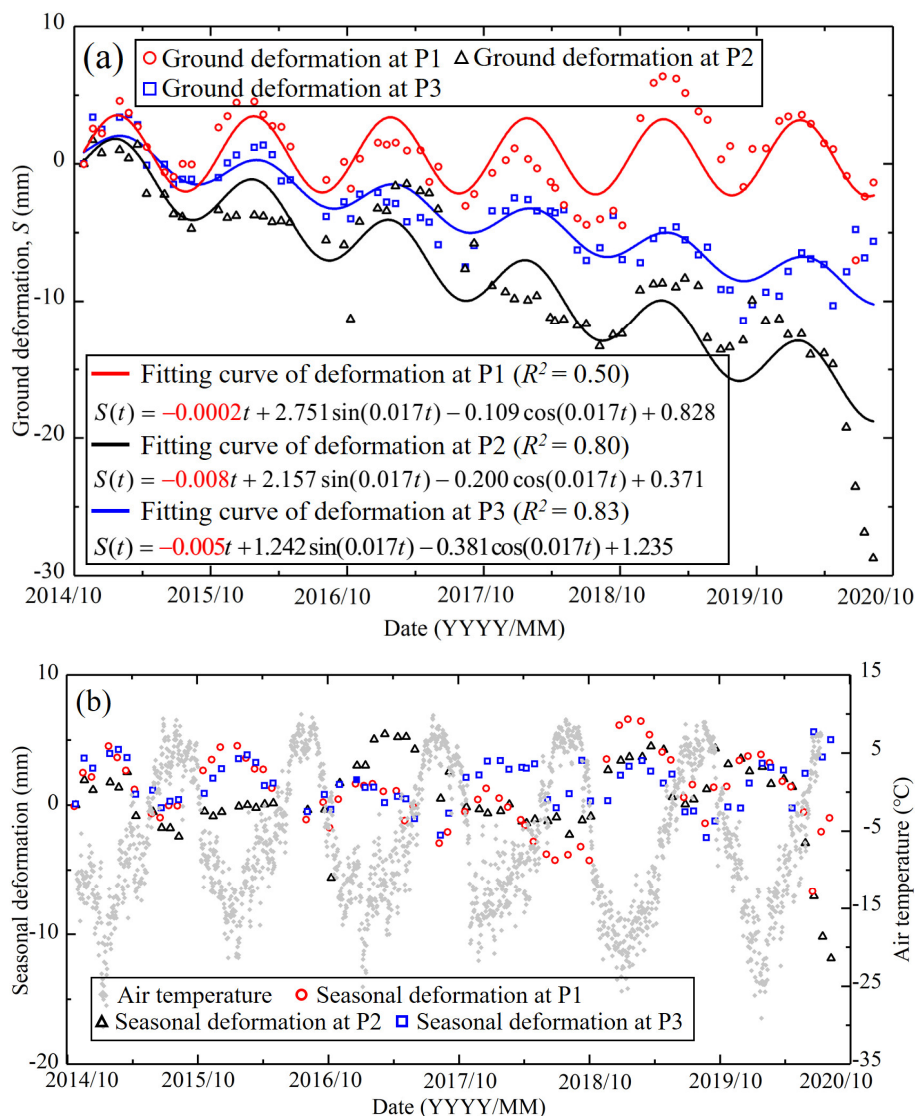 10
(a)
Ground deformation at P1 Ground deformation at P2
Ground deformation at P3
0
Ground deformation, S (mm)
-10
Fitting curve of deformation at P1 (R² = 0.50)
S(t) = −0.0002t + 2.751 sin(0.017t) − 0.109 cos(0.017t) + 0.828
-20
Fitting curve of deformation at P2 (R² = 0.80)
S(t) = −0.008t + 2.157 sin(0.017t) − 0.200 cos(0.017t) + 0.371
Fitting curve of deformation at P3 (R² = 0.83)
S(t) = −0.005t + 1.242 sin(0.017t) − 0.381 cos(0.017t) + 1.235
-30
2014/10 2015/10 2016/10 2017/10 2018/10 2019/10 2020/10
Date (YYYY/MM)
10 15
(b)
5
0
-5
Seasonal deformation (mm)
Air temperature (°C)
-15
-10
-25
Air temperature Seasonal deformation at P1
Seasonal deformation at P2 Seasonal deformation at P3
-20 -35
2014/10 2015/10 2016/10 2017/10 2018/10 2019/10 2020/10
Date (YYYY/MM)